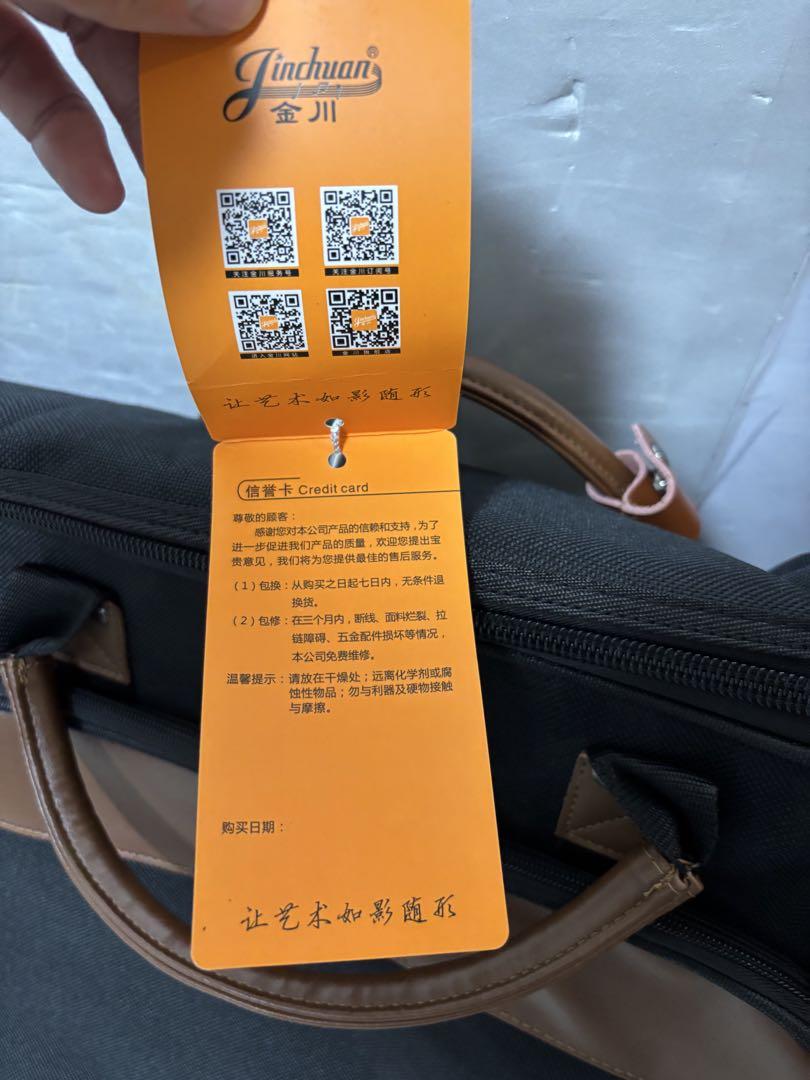 Jinchuan®
金川
关注金川服务号
关注金川订阅号
进入金川网站
金川旗舰店
让艺术如影随形
信誉卡 Credit card
尊敬的顾客：
感谢您对本公司产品的信赖和支持，为了
进一步促进我们产品的质量，欢迎您提出宝
贵意见，我们将为您提供最佳的售后服务。
（1）包换：从购买之日起七日内，无条件退
换货。
（2）包修：在三个月内，断线、面料烂裂、拉
链障碍、五金配件损坏等情况，
本公司免费维修。
温馨提示：请放在干燥处；远离化学剂或腐
蚀性物品；勿与利器及硬物接触
与摩擦。
购买日期：
让艺术如影随形